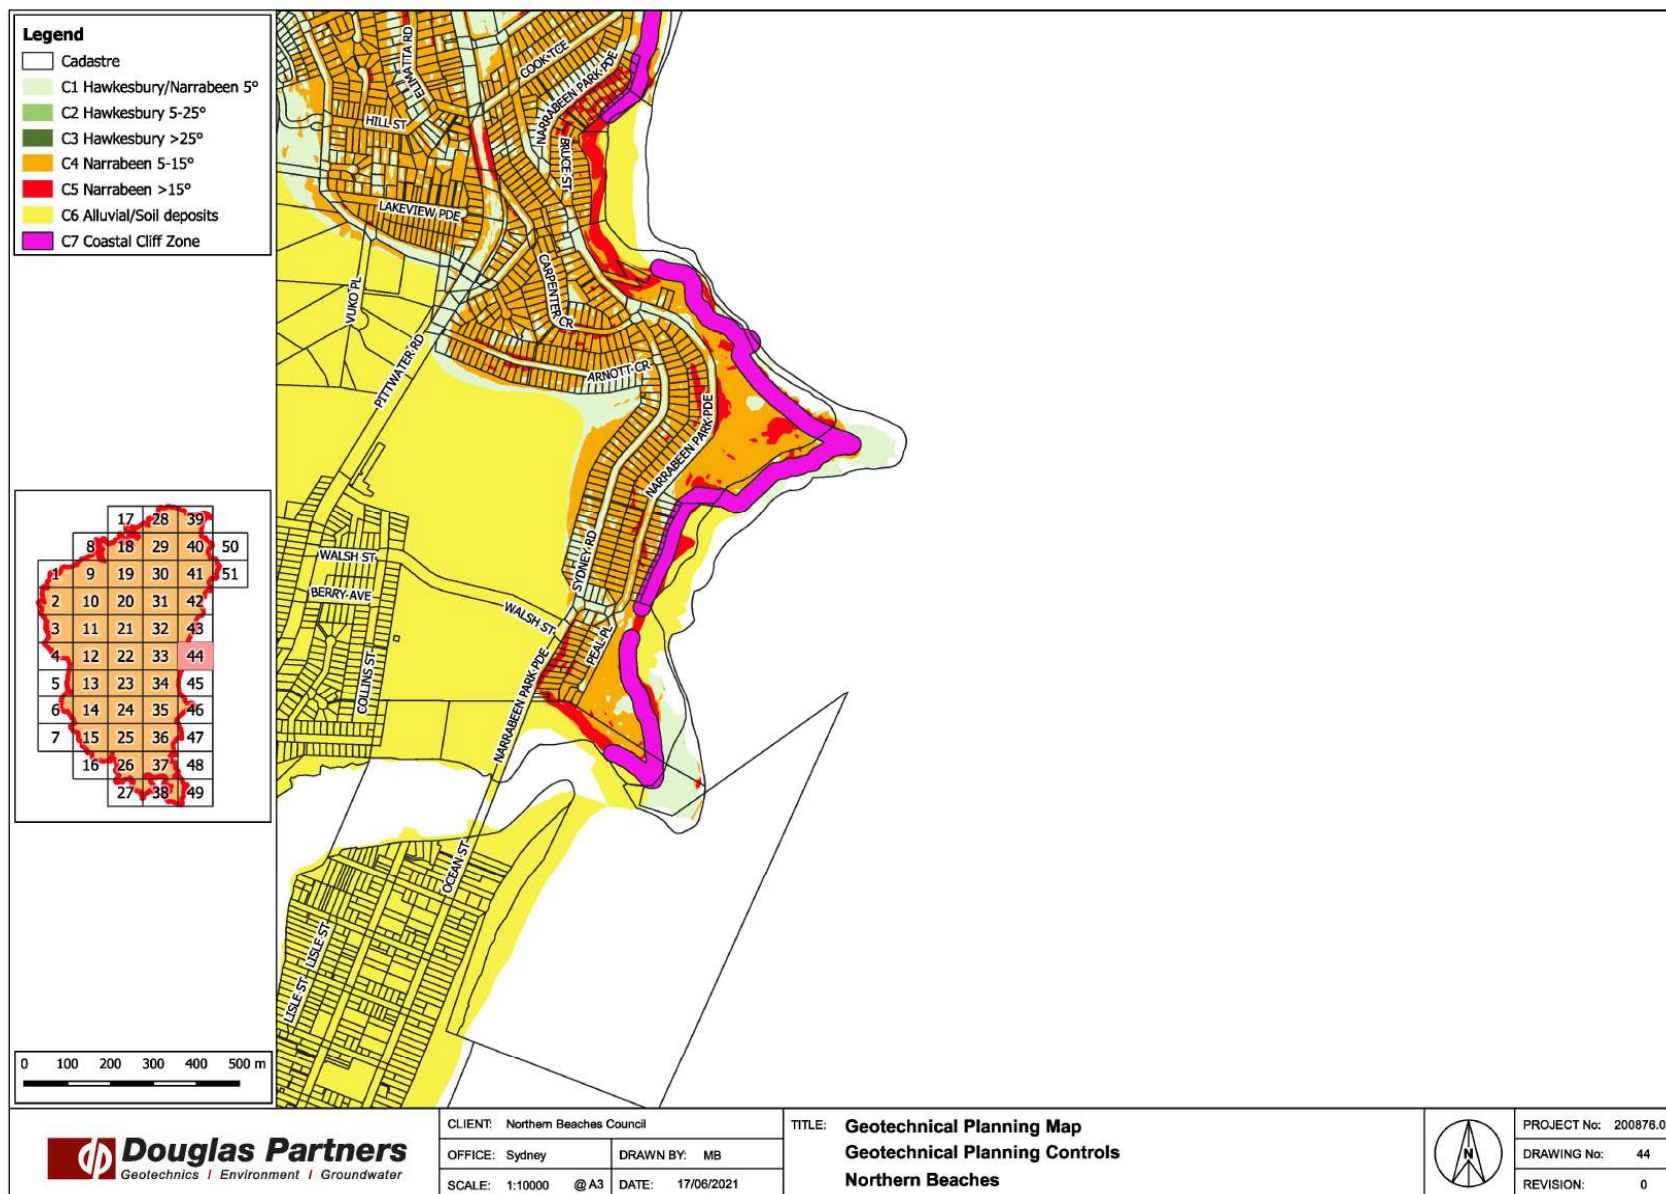 Legend
Cadastre
C1 Hawkesbury/Narrabeen 5°
C2 Hawkesbury 5-25°
C3 Hawkesbury >25°
C4 Narrabeen 5-15°
C5 Narrabeen >15°
C6 Alluvial/Soil deposits
C7 Coastal Cliff Zone
ELIMATTA RD
COOK TCE
NARRABEEN PARK PDE
HILL ST
BRUCE ST
LAKEVIEW PDE
VUKO PL
CARPENTER CR
PITTWATER RD
ARNOTT CR
NARRABEEN PARK PDE
SYDNEY RD
WALSH ST
BERRY AVE
WALSH ST
PEAL PL
COLLINS ST
NARRABEEN PARK PDE
OCEAN ST
LISLE ST
LISLE ST
17 28 39
8 18 29 40 50
1 9 19 30 41 51
2 10 20 31 42
3 11 21 32 43
4 12 22 33 44
5 13 23 34 45
6 14 24 35 46
7 15 25 36 47
16 26 37 48
27 38 49
0 100 200 300 400 500 m
dp Douglas Partners
Geotechnics | Environment | Groundwater
CLIENT: Northern Beaches Council
OFFICE: Sydney
DRAWN BY: MB
SCALE: 1:10000 @ A3
DATE: 17/06/2021
TITLE: Geotechnical Planning Map
Geotechnical Planning Controls
Northern Beaches
N
PROJECT No: 200876.0
DRAWING No: 44
REVISION: 0